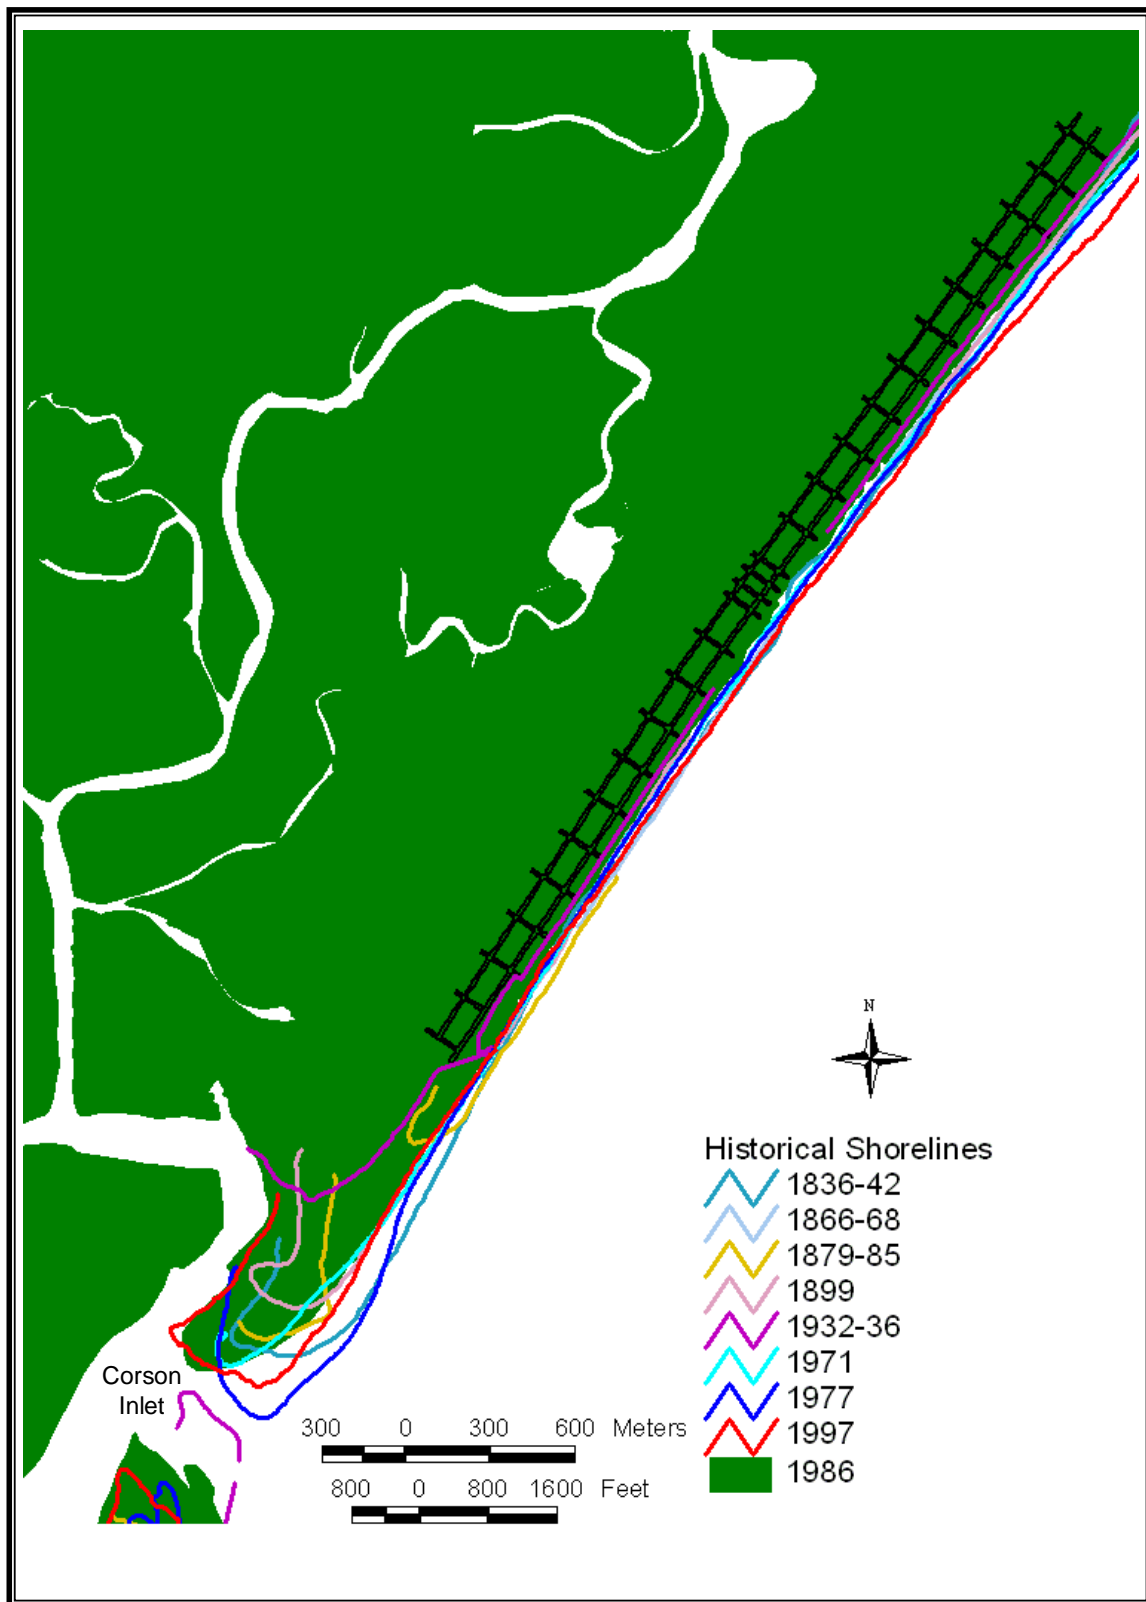 N
Historical Shorelines
1836-42
1866-68
1879-85
1899
1932-36
1971
1977
1997
1986
Corson
Inlet
300 0 300 600 Meters
800 0 800 1600 Feet